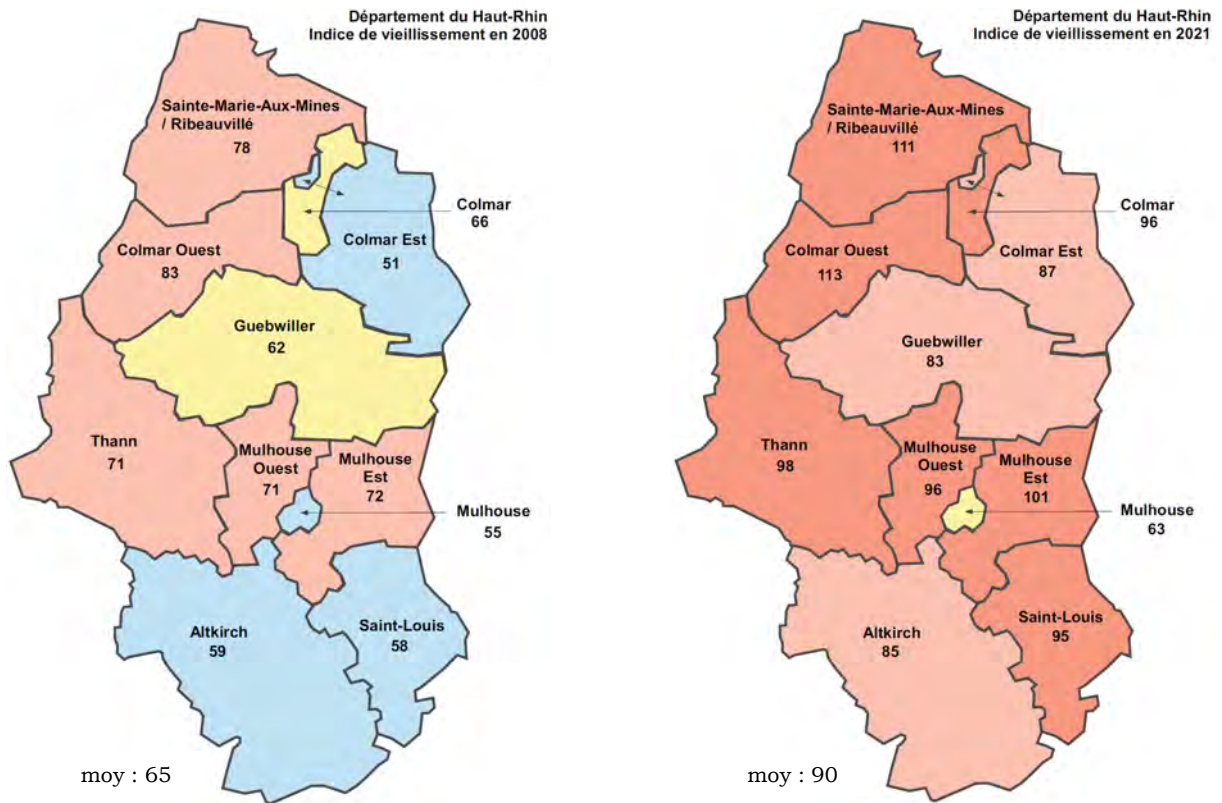 Département du Haut-Rhin
Indice de vieillissement en 2008
Sainte-Marie-Aux-Mines
/ Ribeauvillé
78
Colmar
66
Colmar Ouest
83
Colmar Est
51
Guebwiller
62
Thann
71
Mulhouse
Ouest
71
Mulhouse
Est
72
Mulhouse
55
Altkirch
59
Saint-Louis
58
moy : 65
Département du Haut-Rhin
Indice de vieillissement en 2021
Sainte-Marie-Aux-Mines
/ Ribeauvillé
111
Colmar
96
Colmar Ouest
113
Colmar Est
87
Guebwiller
83
Thann
98
Mulhouse
Ouest
96
Mulhouse
Est
101
Mulhouse
63
Altkirch
85
Saint-Louis
95
moy : 90